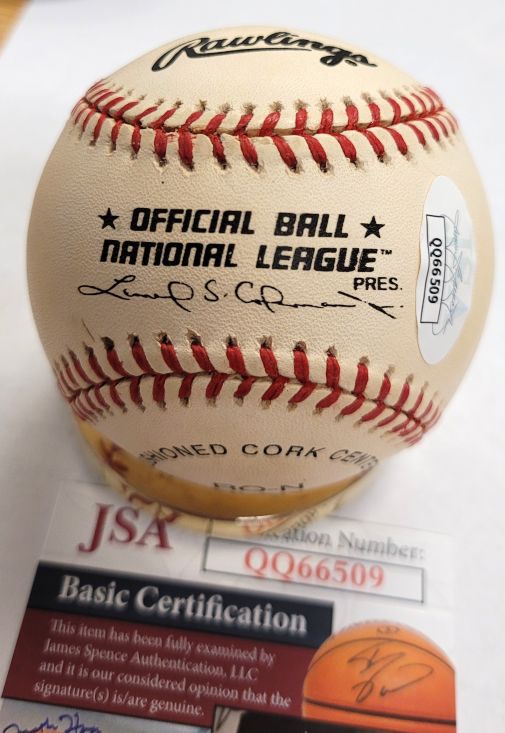 Rawlings
★ OFFICIAL BALL ★
NATIONAL LEAGUE™
PRES.
QQ66509
SHIONED CORK CENT
RO-N
JSA
ation Number:
QQ66509
Basic Certification
This item has been fully examined by
James Spence Authentication, LLC
and it is our considered opinion that the
signature(s) is/are genuine.